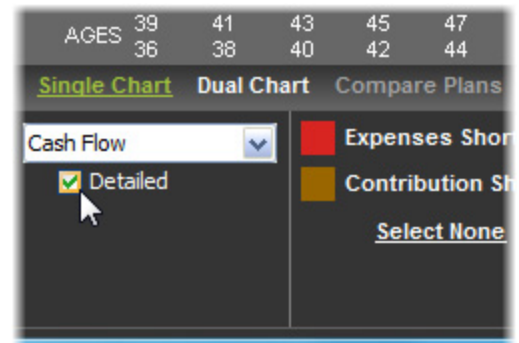 AGES 39 41 43 45 47
36 38 40 42 44
Single Chart Dual Chart Compare Plans
Cash Flow
Detailed
Expenses Shor
Contribution Sh
Select None